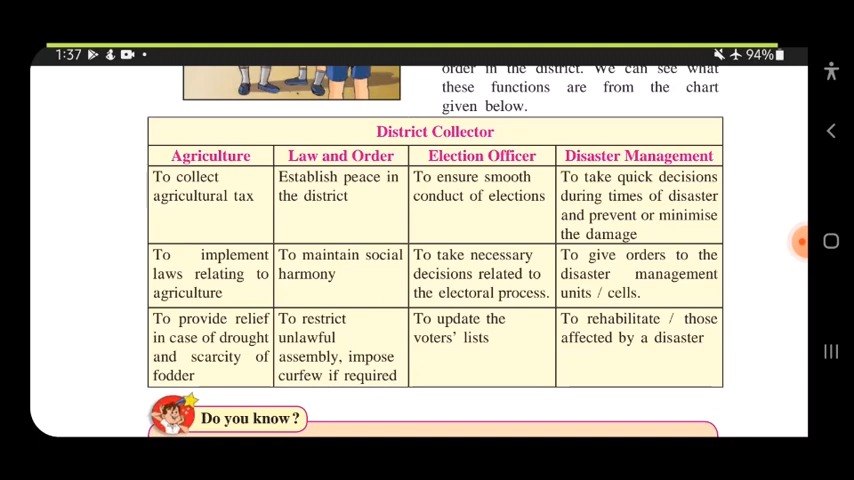 1:37
94%
order in the district. We can see what
these functions are from the chart
given below.
District Collector
Agriculture
Law and Order
Election Officer
Disaster Management
To collect
agricultural tax
Establish peace in
the district
To ensure smooth
conduct of elections
To take quick decisions
during times of disaster
and prevent or minimise
the damage
To implement
laws relating to
agriculture
To maintain social
harmony
To take necessary
decisions related to
the electoral process.
To give orders to the
disaster management
units / cells.
To provide relief
in case of drought
and scarcity of
fodder
To restrict
unlawful
assembly, impose
curfew if required
To update the
voters' lists
To rehabilitate / those
affected by a disaster
Do you know?